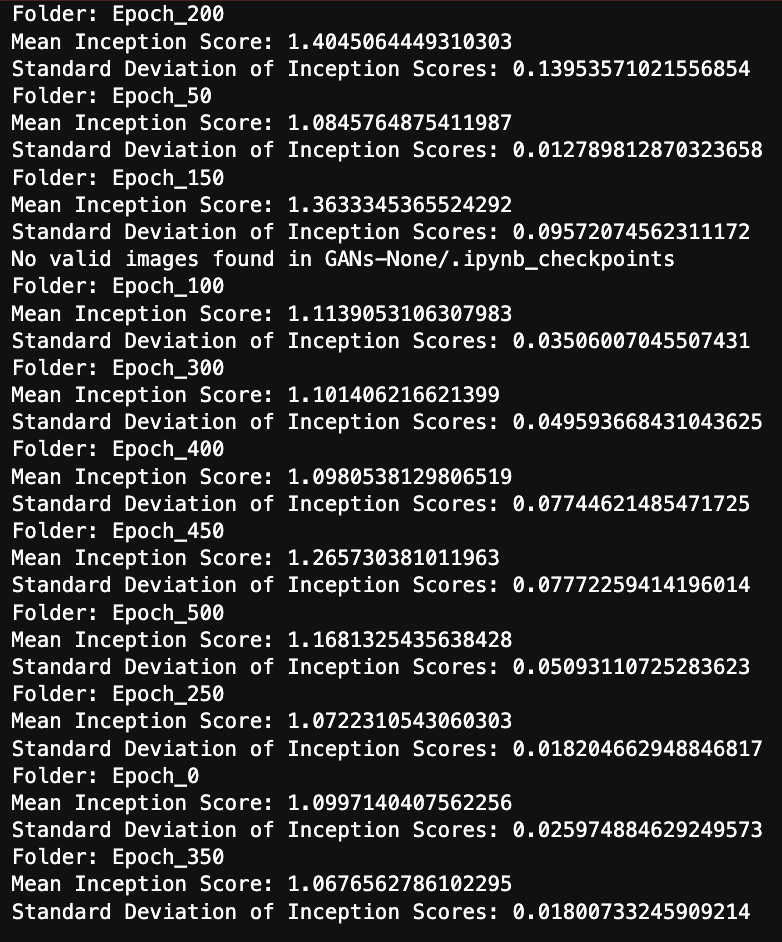 Folder: Epoch_200
Mean Inception Score: 1.4045064449310303
Standard Deviation of Inception Scores: 0.13953571021556854
Folder: Epoch_50
Mean Inception Score: 1.0845764875411987
Standard Deviation of Inception Scores: 0.012789812870323658
Folder: Epoch_150
Mean Inception Score: 1.3633345365524292
Standard Deviation of Inception Scores: 0.09572074562311172
No valid images found in GANs-None/.ipynb_checkpoints
Folder: Epoch_100
Mean Inception Score: 1.1139053106307983
Standard Deviation of Inception Scores: 0.03506007045507431
Folder: Epoch_300
Mean Inception Score: 1.101406216621399
Standard Deviation of Inception Scores: 0.049593668431043625
Folder: Epoch_400
Mean Inception Score: 1.0980538129806519
Standard Deviation of Inception Scores: 0.07744621485471725
Folder: Epoch_450
Mean Inception Score: 1.265730381011963
Standard Deviation of Inception Scores: 0.07772259414196014
Folder: Epoch_500
Mean Inception Score: 1.1681325435638428
Standard Deviation of Inception Scores: 0.05093110725283623
Folder: Epoch_250
Mean Inception Score: 1.0722310543060303
Standard Deviation of Inception Scores: 0.018204662948846817
Folder: Epoch_0
Mean Inception Score: 1.0997140407562256
Standard Deviation of Inception Scores: 0.025974884629249573
Folder: Epoch_350
Mean Inception Score: 1.0676562786102295
Standard Deviation of Inception Scores: 0.01800733245909214